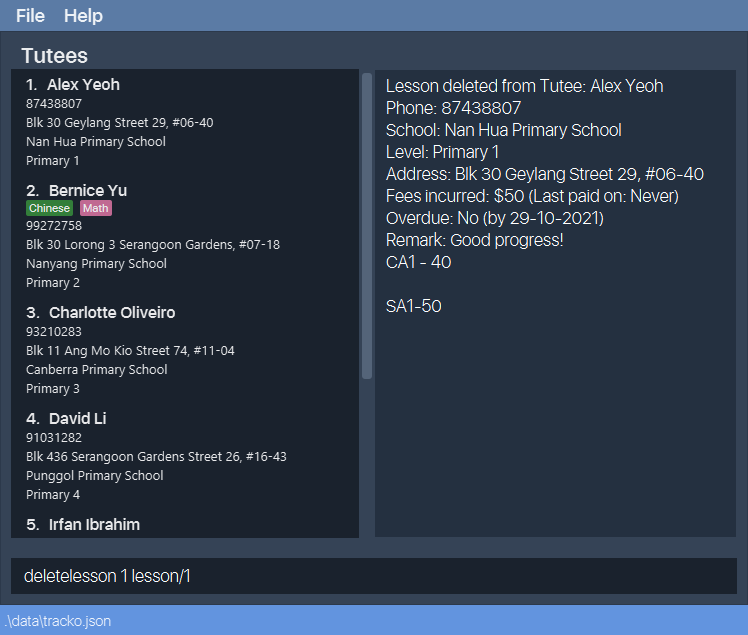 File Help
Tutees
1. Alex Yeoh
87438807
Blk 30 Geylang Street 29, #06-40
Nan Hua Primary School
Primary 1
2. Bernice Yu
Chinese Math
99272758
Blk 30 Lorong 3 Serangoon Gardens, #07-18
Nanyang Primary School
Primary 2
3. Charlotte Oliveiro
93210283
Blk 11 Ang Mo Kio Street 74, #11-04
Canberra Primary School
Primary 3
4. David Li
91031282
Blk 436 Serangoon Gardens Street 26, #16-43
Punggol Primary School
Primary 4
5. Irfan Ibrahim
Lesson deleted from Tutee: Alex Yeoh
Phone: 87438807
School: Nan Hua Primary School
Level: Primary 1
Address: Blk 30 Geylang Street 29, #06-40
Fees incurred: $50 (Last paid on: Never)
Overdue: No (by 29-10-2021)
Remark: Good progress!
CA1 - 40
SA1-50
deletelesson 1 lesson/1
.\data\tracko.json